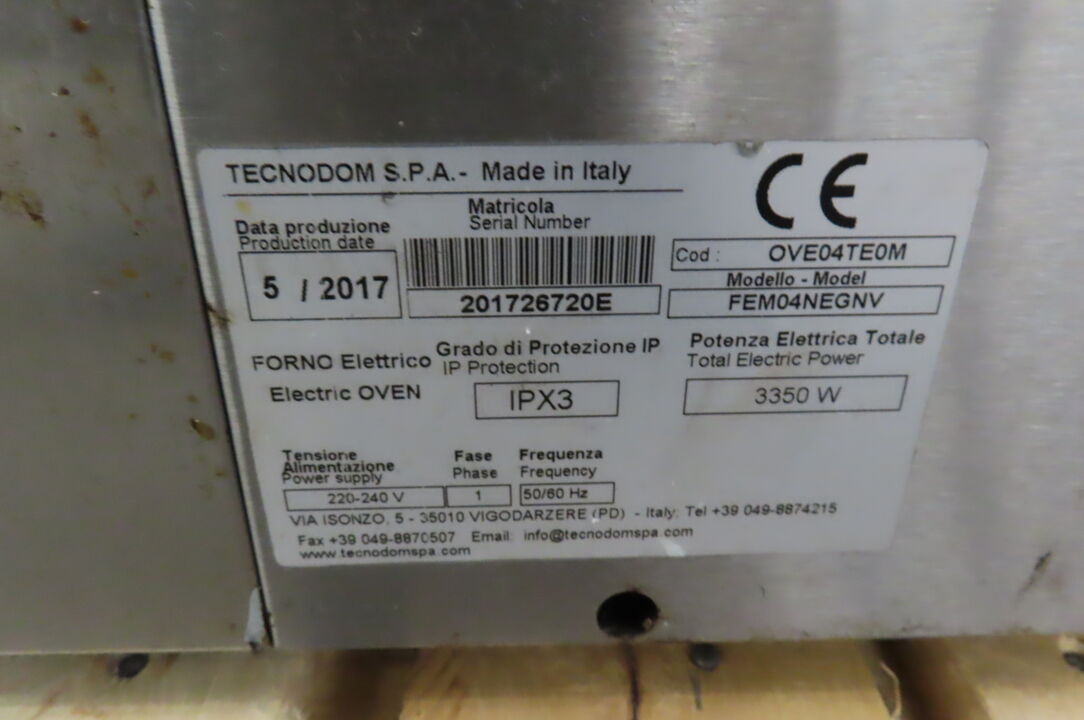 TECNODOM S.P.A.- Made in Italy
CE
Data produzione
Production date
5 / 2017
Matricola
Serial Number
201726720E
Cod : OVE04TE0M
Modello - Model
FEM04NEGNV
FORNO Elettrico
Electric OVEN
Grado di Protezione IP
IP Protection
IPX3
Potenza Elettrica Totale
Total Electric Power
3350 W
Tensione
Alimentazione
Power supply
220-240 V
Fase
Phase
1
Frequenza
Frequency
50/60 Hz
VIA ISONZO, 5 - 35010 VIGODARZERE (PD) - Italy; Tel +39 049-8874215
Fax +39 049-8870507 Email: info@tecnodomspa.com
www.tecnodomspa.com